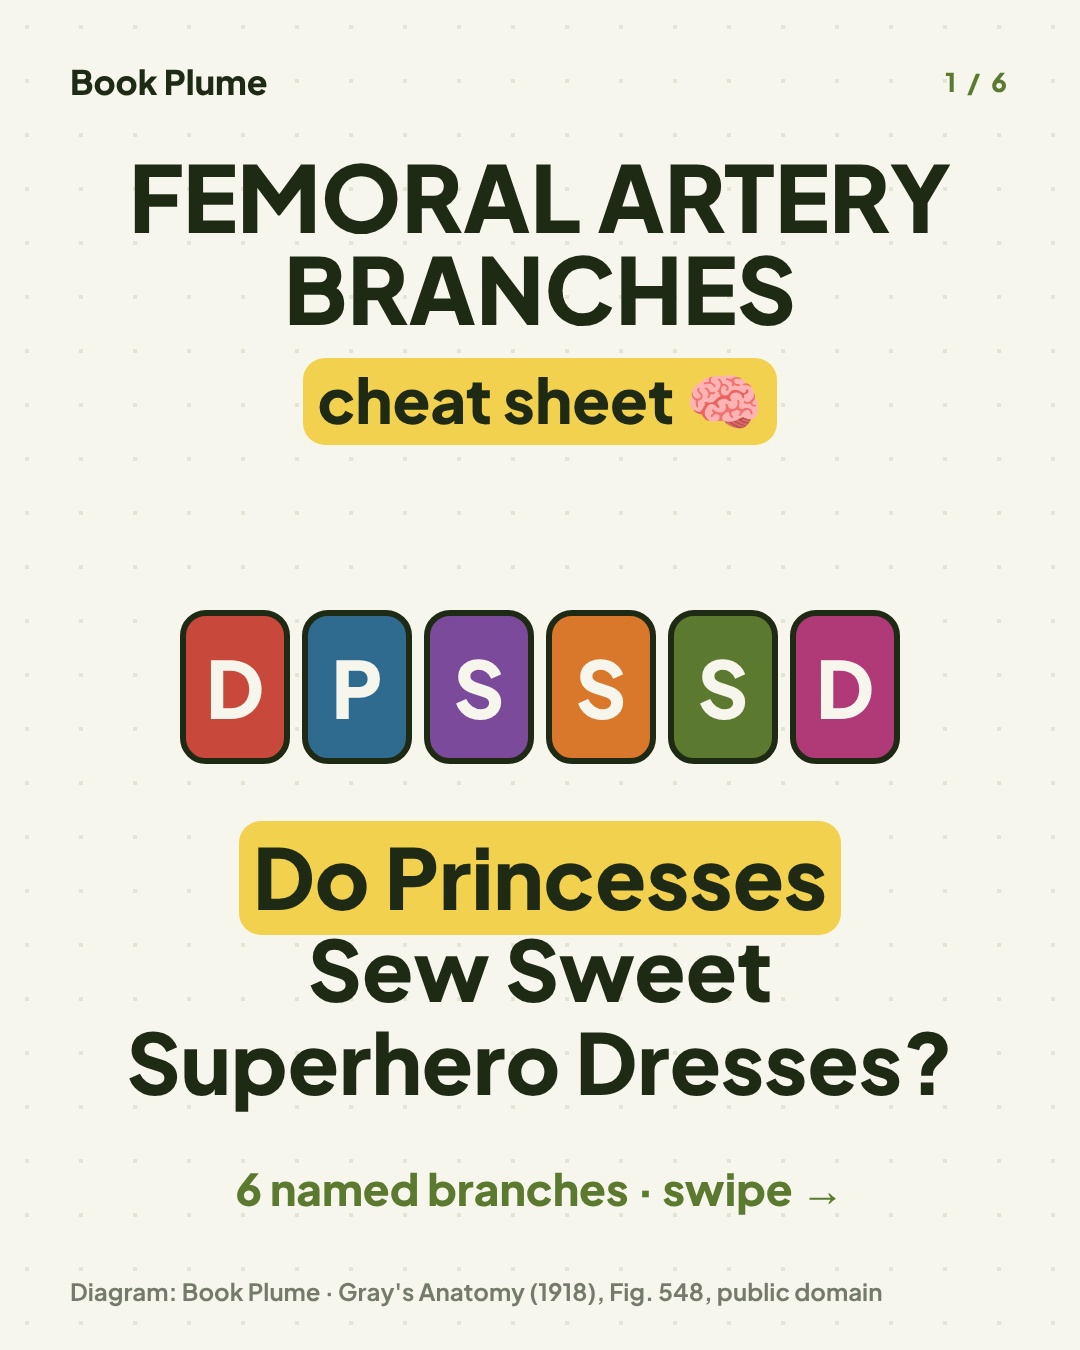 Book Plume
1 / 6
FEMORAL ARTERY
BRANCHES
cheat sheet 🧠
D P S S S D
Do Princesses
Sew Sweet
Superhero Dresses?
6 named branches · swipe →
Diagram: Book Plume · Gray's Anatomy (1918), Fig. 548, public domain